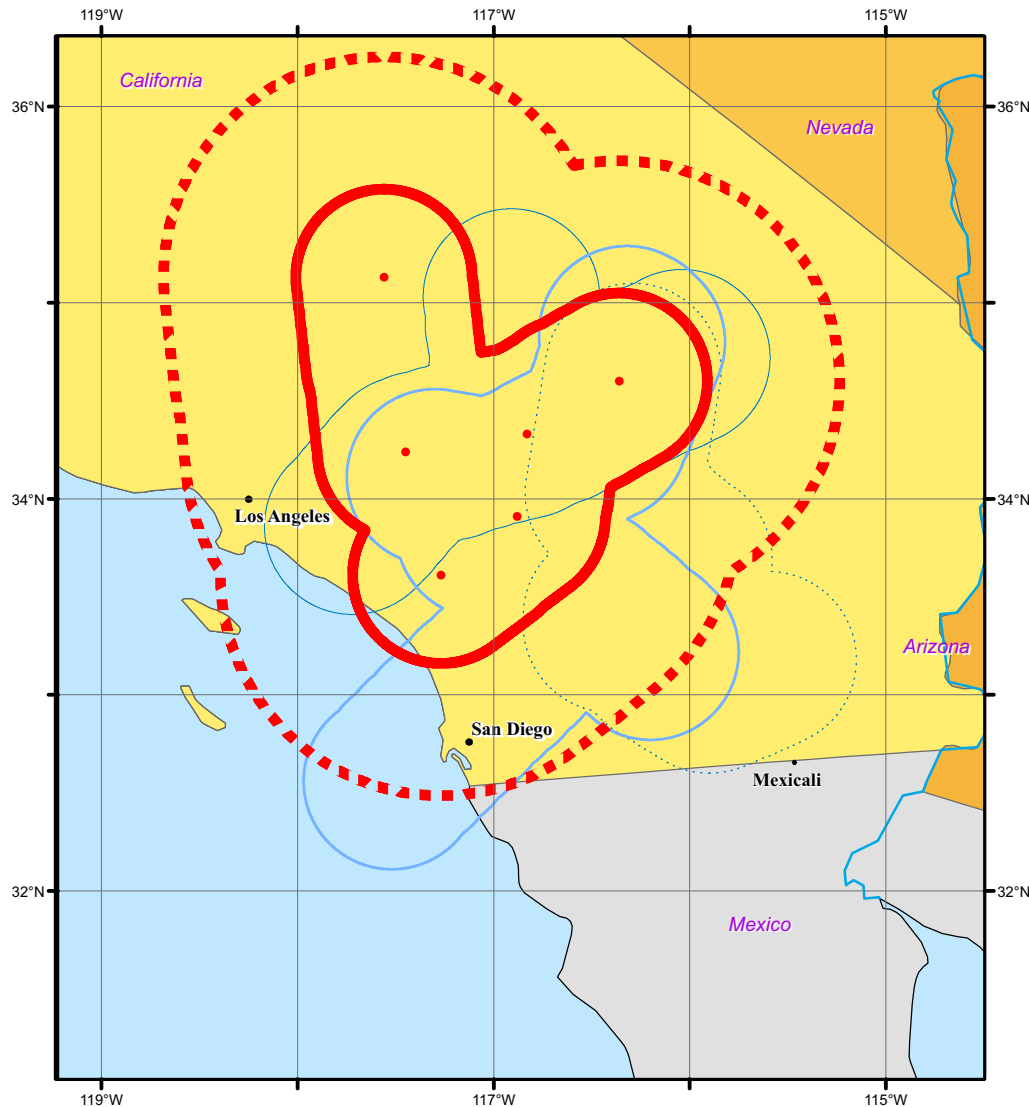 119°W 117°W 115°W
California
36°N 36°N
Nevada
34°N 34°N
Los Angeles
Arizona
San Diego
Mexicali
32°N 32°N
Mexico
119°W 117°W 115°W